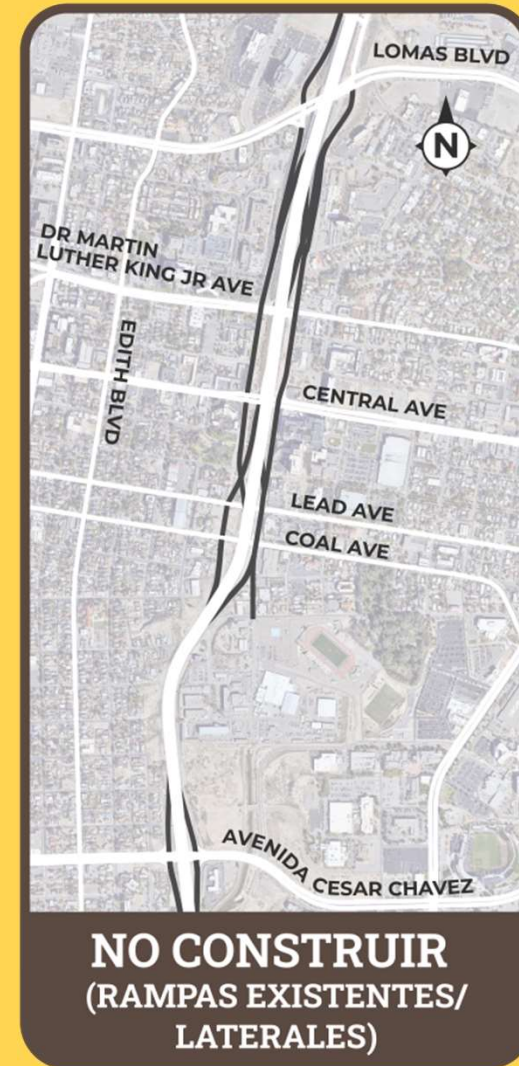 LOMAS BLVD
N
DR MARTIN
LUTHER KING JR AVE
EDITH BLVD
CENTRAL AVE
LEAD AVE
COAL AVE
AVENIDA CESAR CHAVEZ
NO CONSTRUIR
(RAMPAS EXISTENTES/
LATERALES)